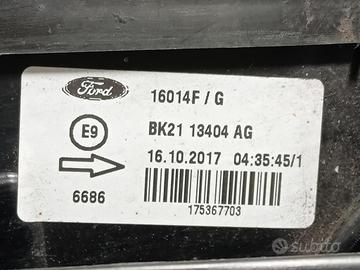 Ford
16014F / G
E9
BK21 13404 AG
16.10.2017 04:35:45/1
6686
175367703
subito